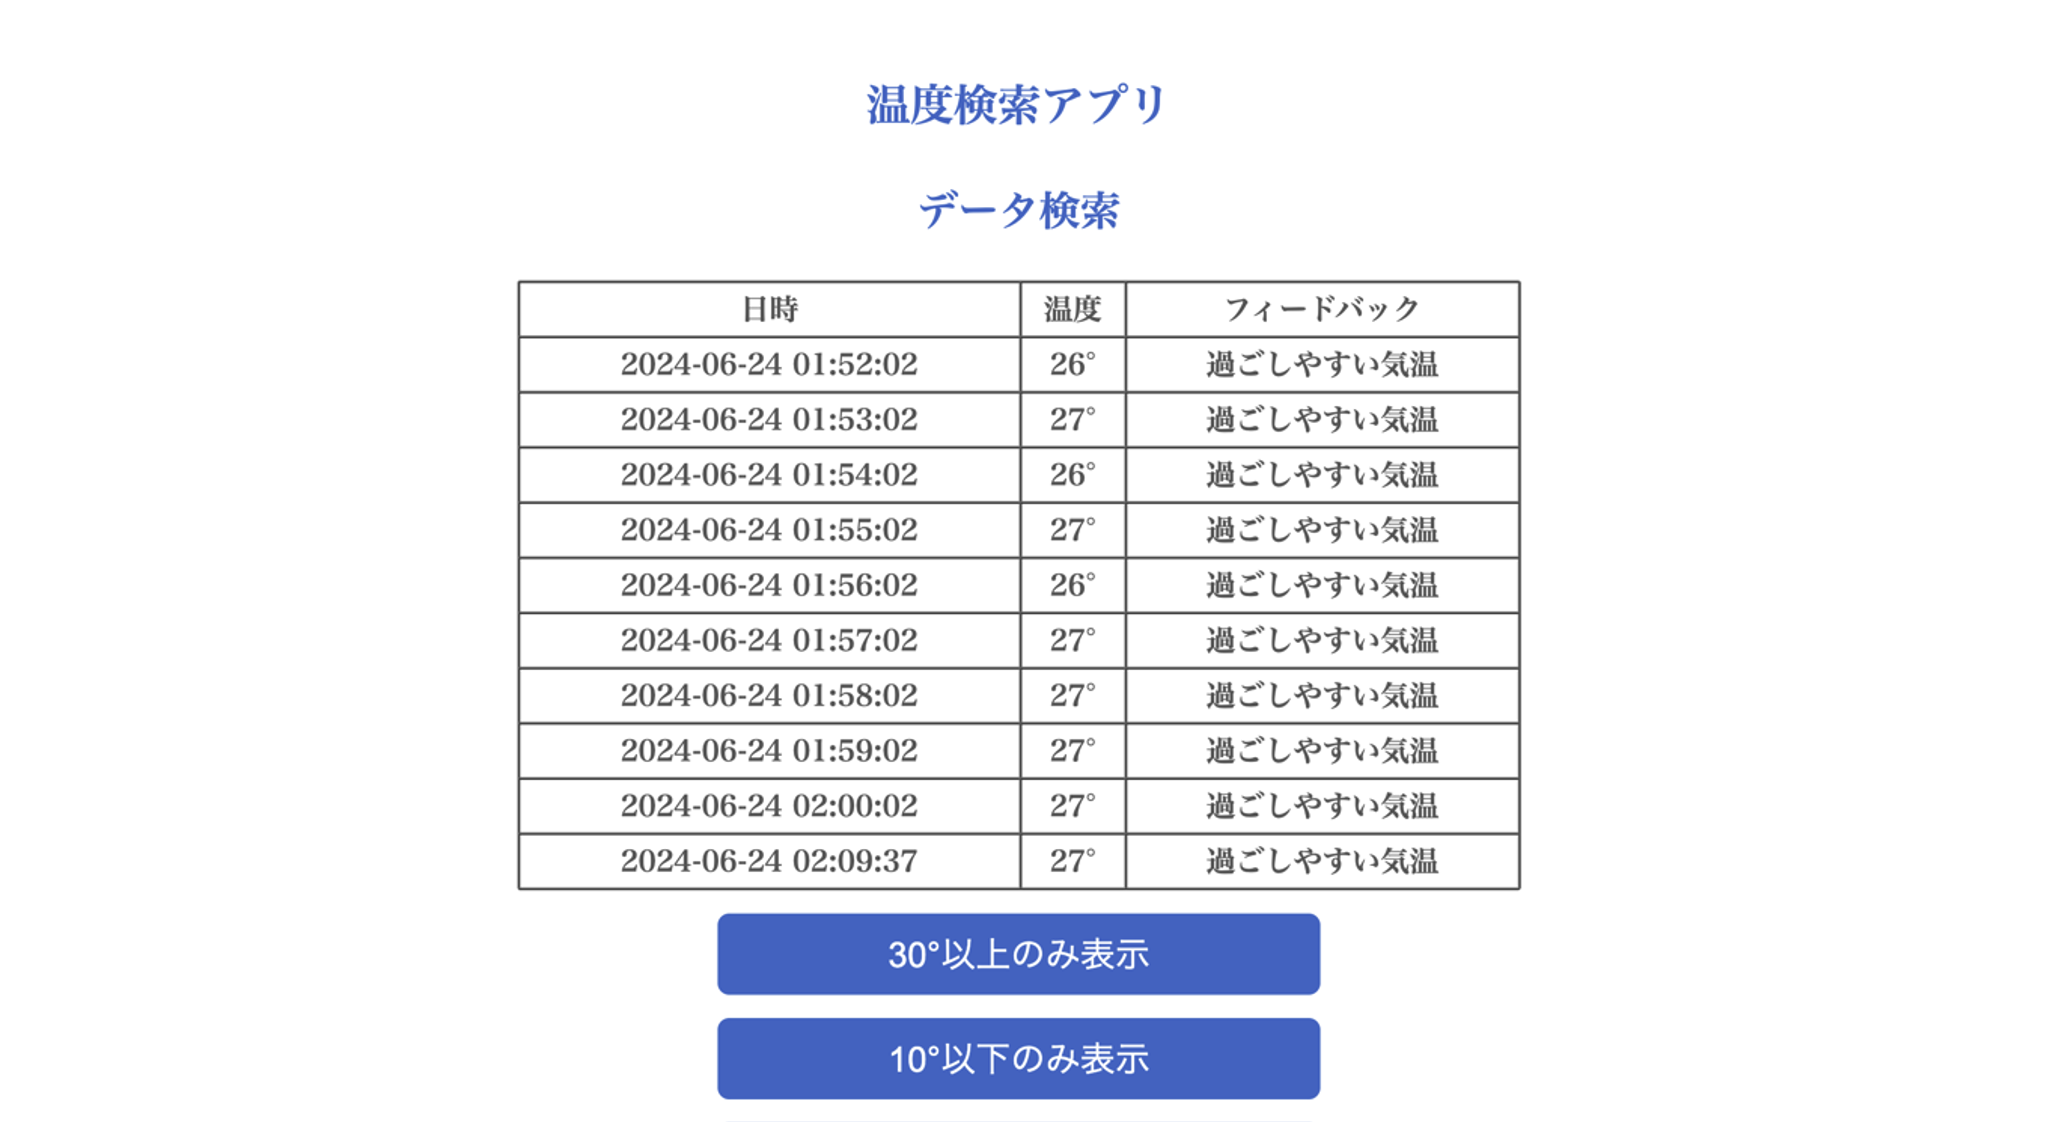 温度検索アプリ
データ検索
日時 温度 フィードバック
2024-06-24 01:52:02 26° 過ごしやすい気温
2024-06-24 01:53:02 27° 過ごしやすい気温
2024-06-24 01:54:02 26° 過ごしやすい気温
2024-06-24 01:55:02 27° 過ごしやすい気温
2024-06-24 01:56:02 26° 過ごしやすい気温
2024-06-24 01:57:02 27° 過ごしやすい気温
2024-06-24 01:58:02 27° 過ごしやすい気温
2024-06-24 01:59:02 27° 過ごしやすい気温
2024-06-24 02:00:02 27° 過ごしやすい気温
2024-06-24 02:09:37 27° 過ごしやすい気温
30°以上のみ表示
10°以下のみ表示